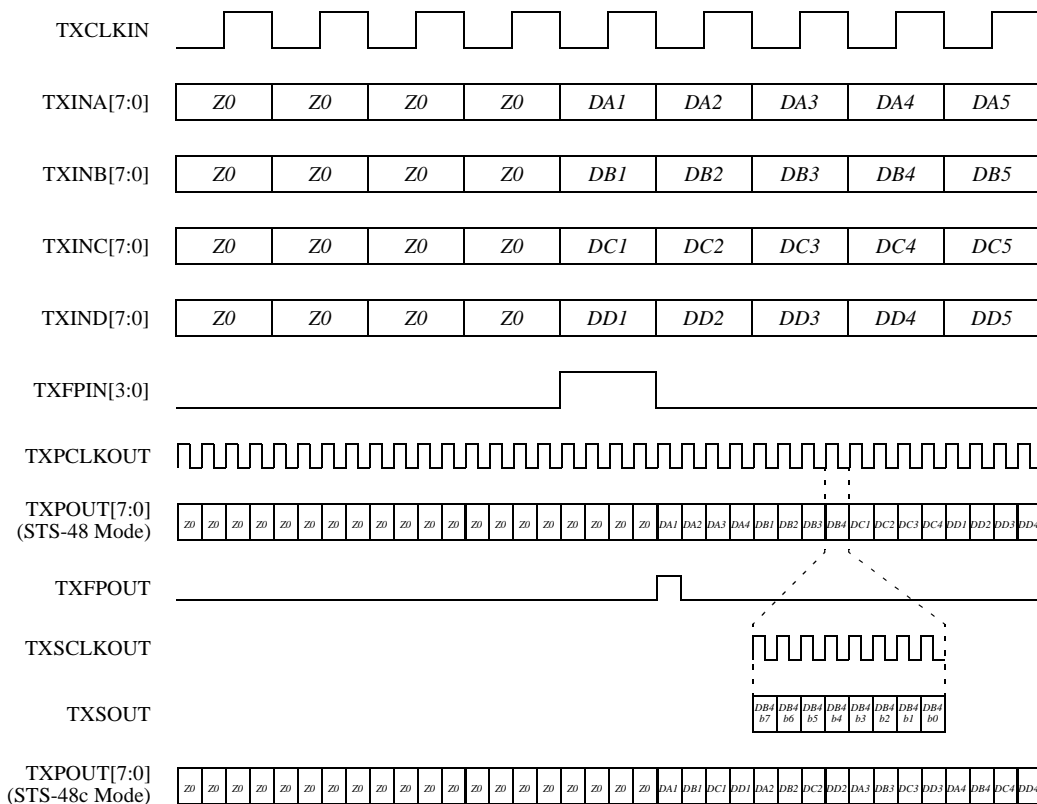 TXCLKIN
TXINA[7:0] Z0 Z0 Z0 Z0 DA1 DA2 DA3 DA4 DA5
TXINB[7:0] Z0 Z0 Z0 Z0 DB1 DB2 DB3 DB4 DB5
TXINC[7:0] Z0 Z0 Z0 Z0 DC1 DC2 DC3 DC4 DC5
TXIND[7:0] Z0 Z0 Z0 Z0 DD1 DD2 DD3 DD4 DD5
TXFPIN[3:0]
TXPCLKOUT
TXPOUT[7:0]
(STS-48 Mode)
Z0 Z0 Z0 Z0 Z0 Z0 Z0 Z0 Z0 Z0 Z0 Z0 Z0 Z0 Z0 Z0 Z0 Z0 Z0 Z0 DA1 DA2 DA3 DA4 DB1 DB2 DB3 DB4 DC1 DC2 DC3 DC4 DD1 DD2 DD3 DD4
TXFPOUT
TXSCLKOUT
TXSOUT
DB4 DB4 DB4 DB4 DB4 DB4 DB4 DB4
b7 b6 b5 b4 b3 b2 b1 b0
TXPOUT[7:0]
(STS-48c Mode)
Z0 Z0 Z0 Z0 Z0 Z0 Z0 Z0 Z0 Z0 Z0 Z0 Z0 Z0 Z0 Z0 Z0 Z0 Z0 Z0 DA1 DB1 DC1 DD1 DA2 DB2 DC2 DD2 DA3 DB3 DC3 DD3 DA4 DB4 DC4 DD4